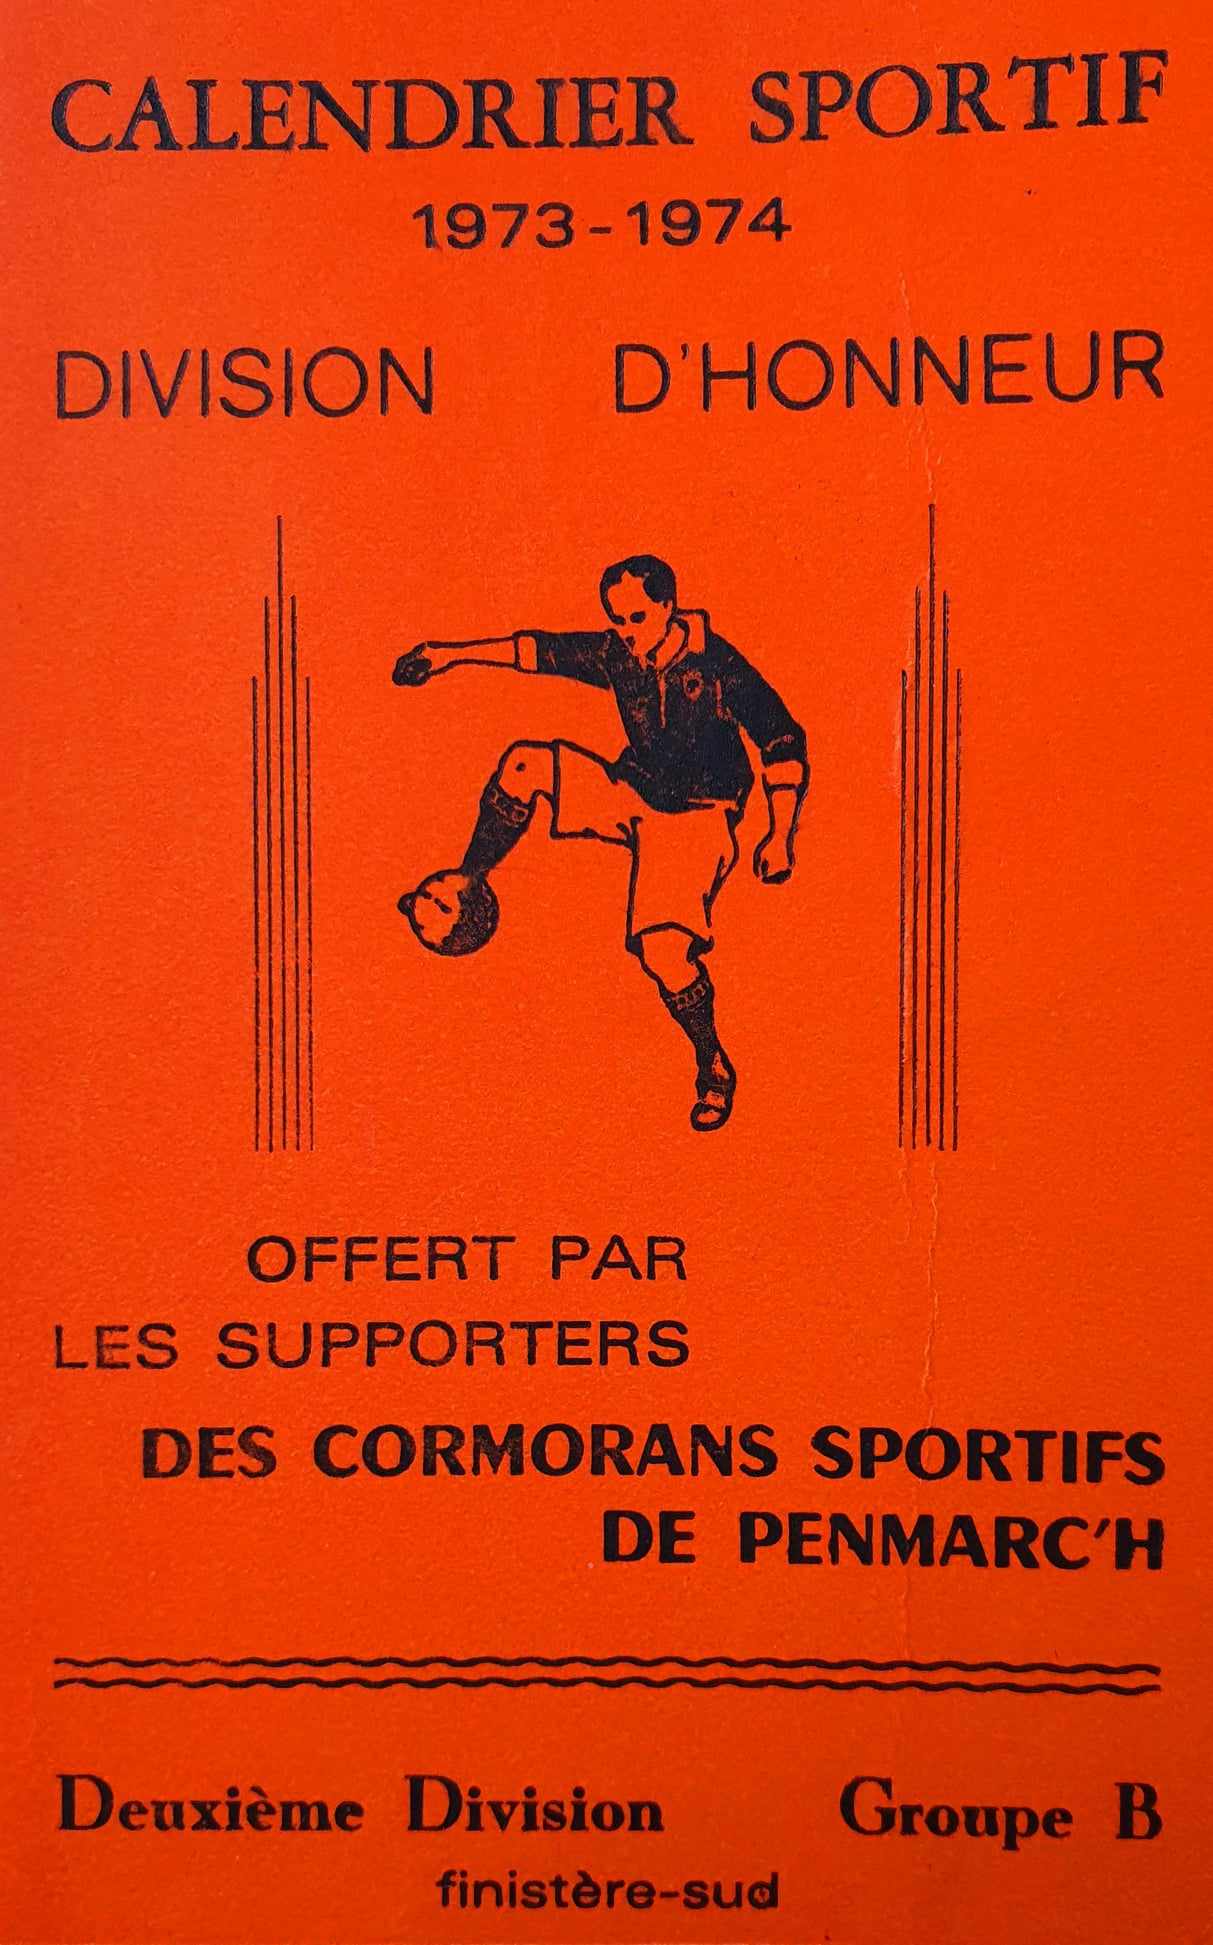 CALENDRIER SPORTIF
1973-1974
DIVISION D'HONNEUR
OFFERT PAR
LES SUPPORTERS
DES CORMORANS SPORTIFS
DE PENMARC'H
Deuxième Division Groupe B
finistère-sud